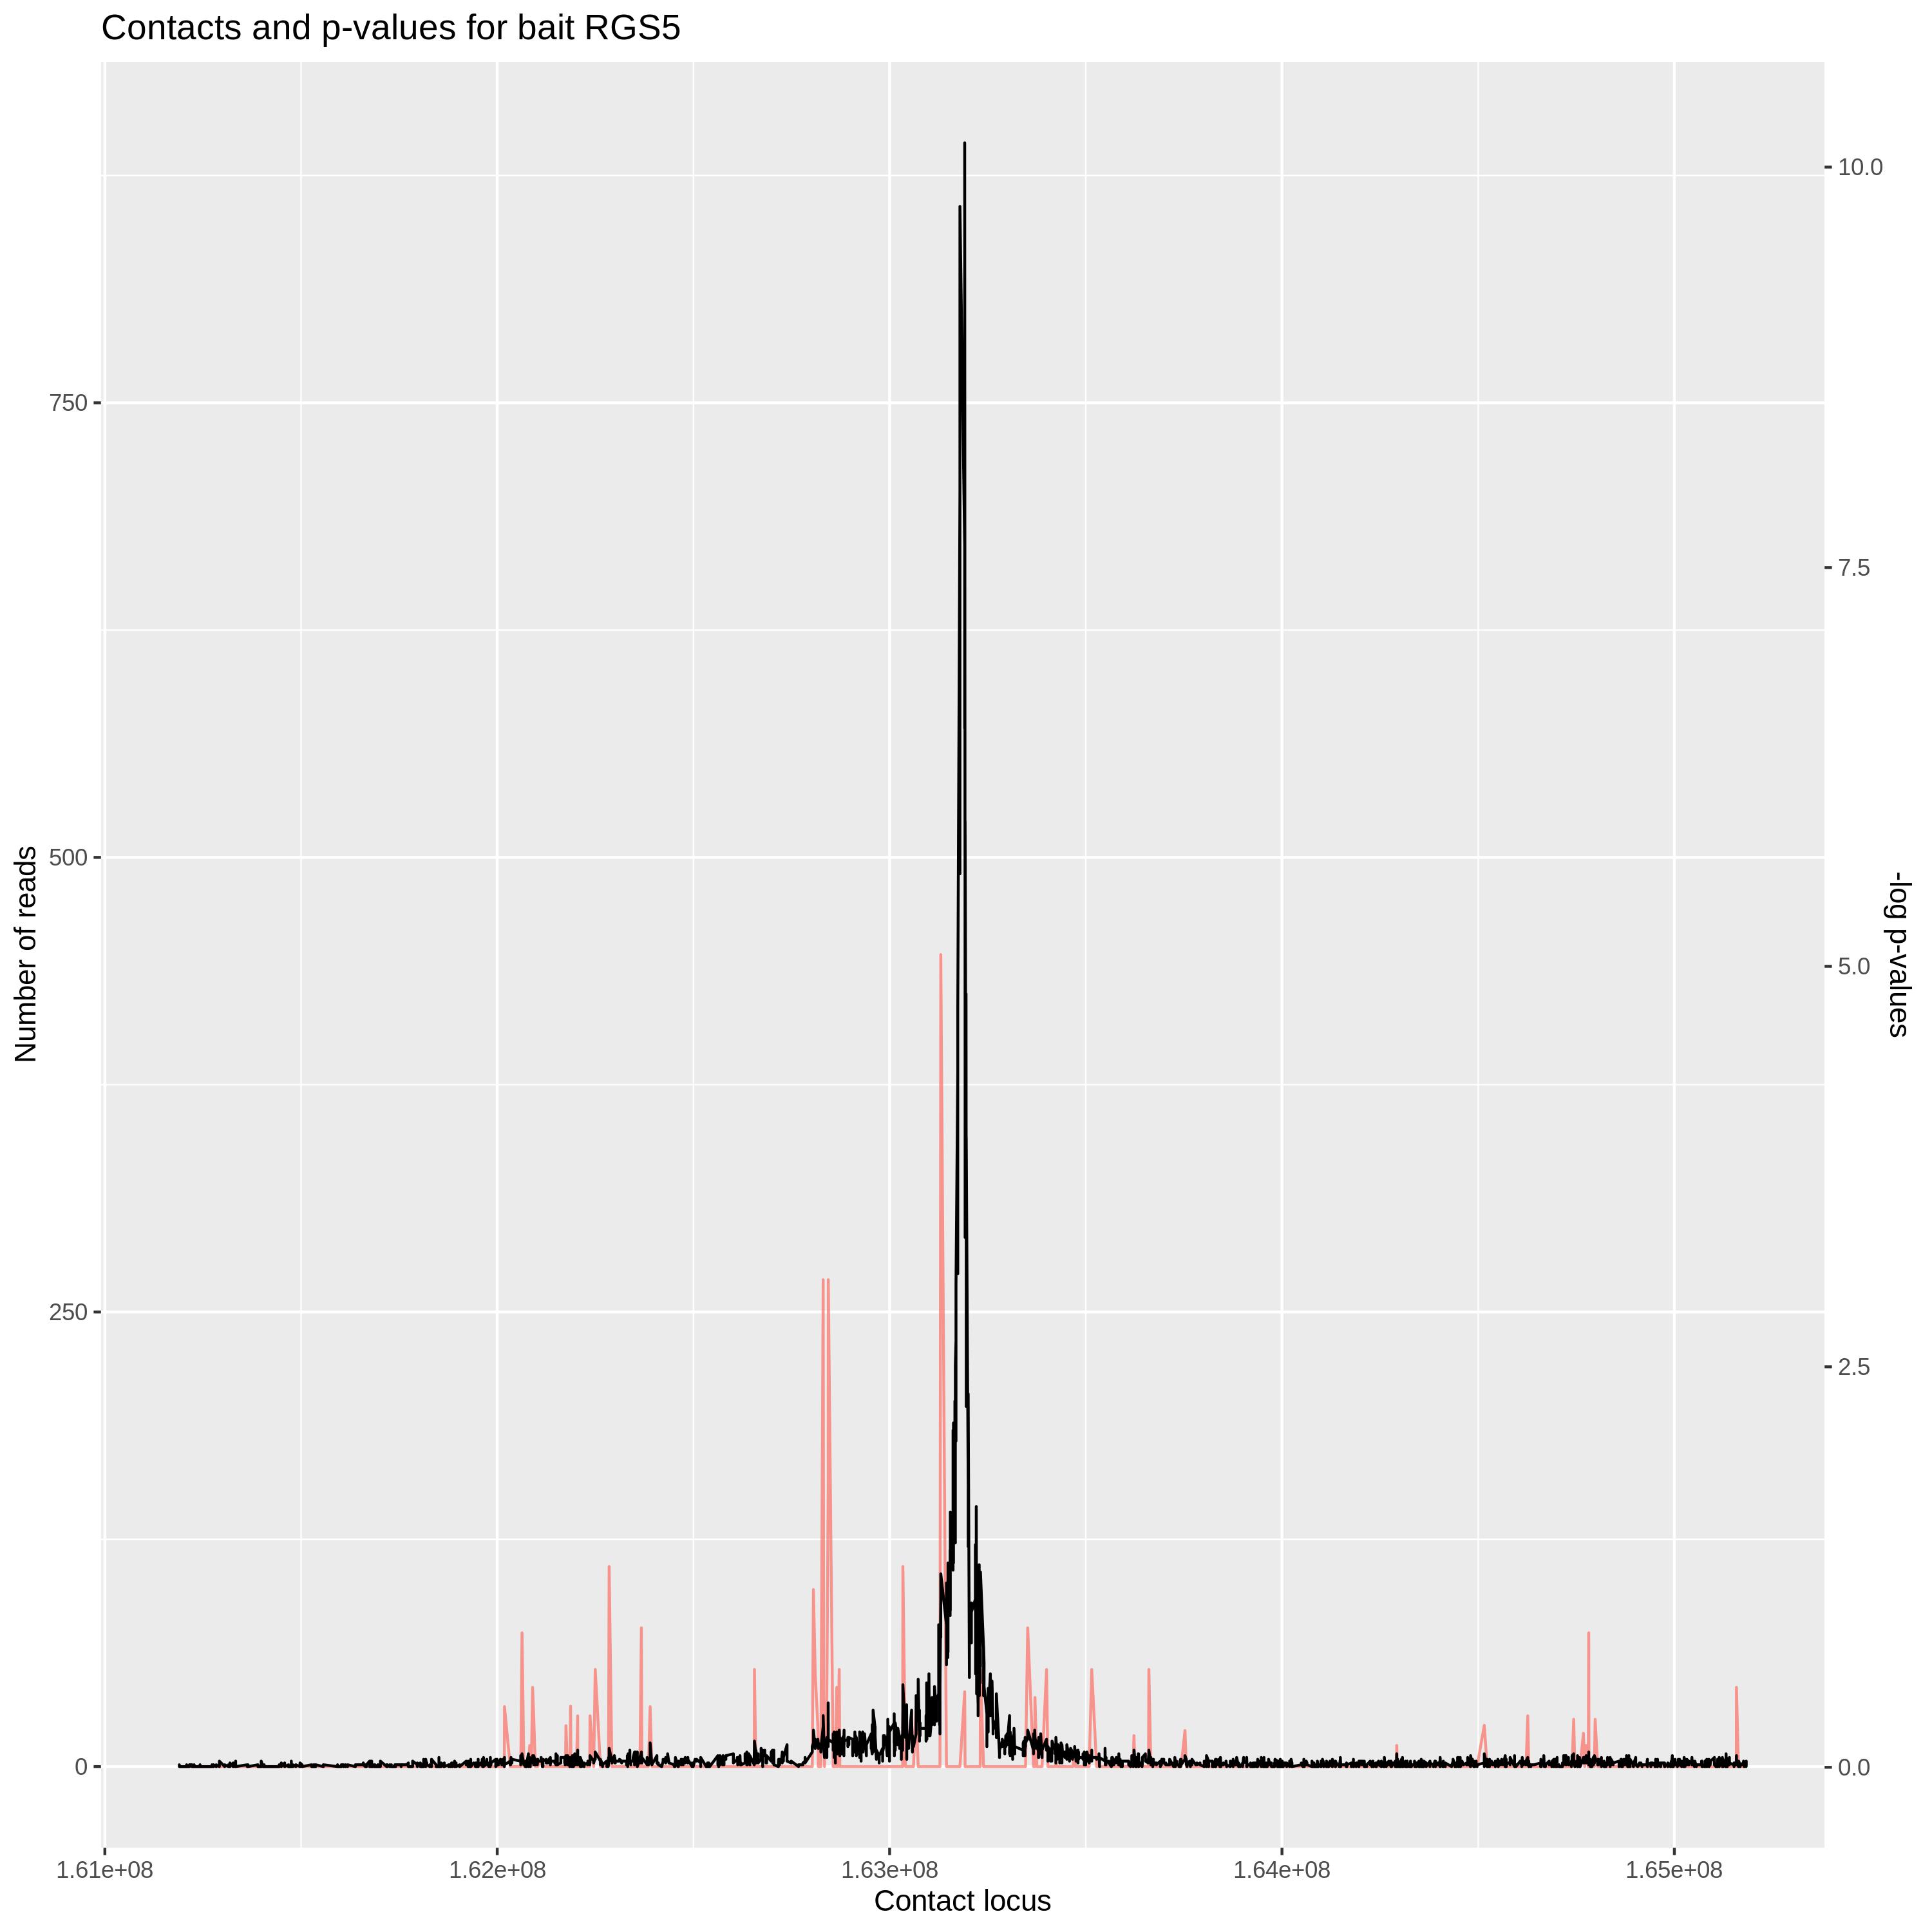 Contacts and p-values for bait RGS5
Number of reads
750
500
250
0
10.0
7.5
5.0
2.5
0.0
-log p-values
1.61e+08
1.62e+08
1.63e+08
1.64e+08
1.65e+08
Contact locus